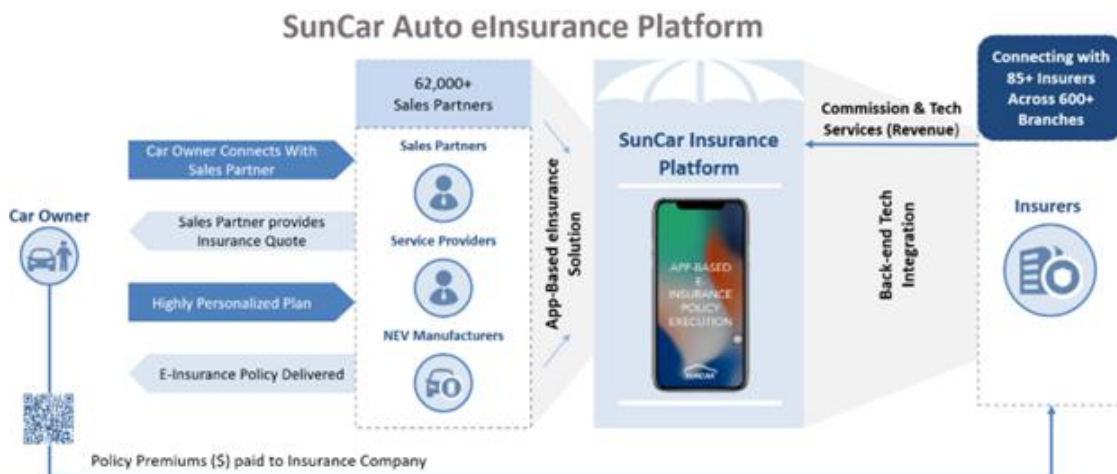 SunCar Auto eInsurance Platform
62,000+
Sales Partners
Connecting with
85+ Insurers
Across 600+
Branches
Commission & Tech
Services (Revenue)
Car Owner Connects With
Sales Partner
Sales Partners
SunCar Insurance
Platform
Car Owner
Sales Partner provides
Insurance Quote
Service Providers
App-Based eInsurance
Solution
Back-end Tech
Integration
Insurers
APP-BASED
E
INSURANCE
POLICY
EXECUTION
Highly Personalized Plan
NEV Manufacturers
E-Insurance Policy Delivered
SUNCAR
Policy Premiums ($) paid to Insurance Company